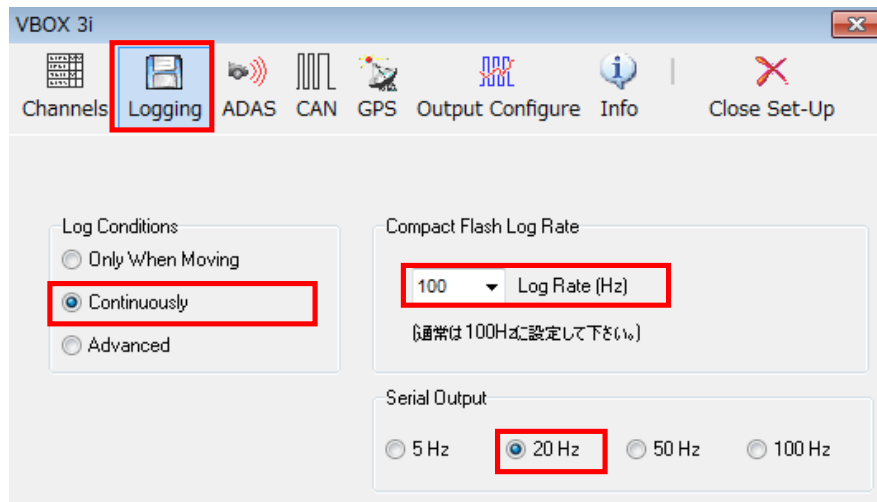 VBOX 3i
Channels Logging ADAS CAN GPS Output Configure Info Close Set-Up
Log Conditions
Only When Moving
Continuously
Advanced
Compact Flash Log Rate
100 Log Rate (Hz)
(通常は100Hzに設定して下さい。)
Serial Output
5 Hz 20 Hz 50 Hz 100 Hz